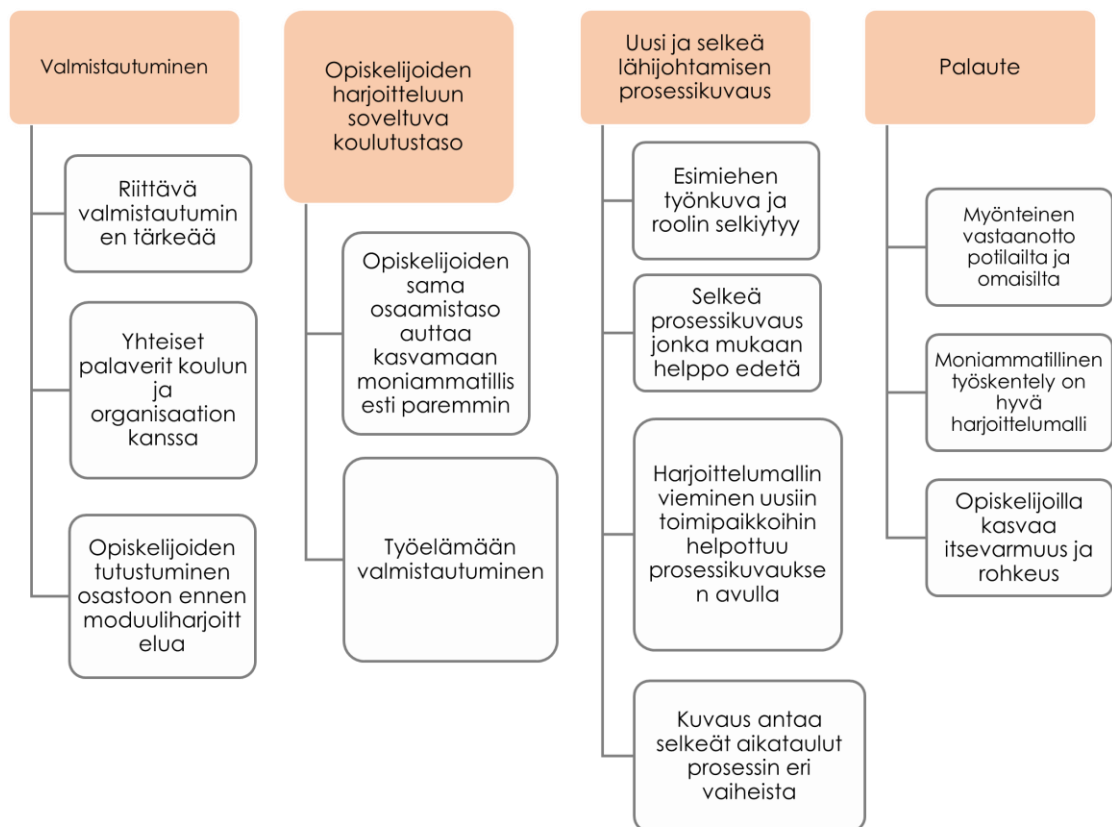 Valmistautuminen
Riittävä
valmistautumin
en tärkeää
Yhteiset
palaverit koulun
ja
organisaation
kanssa
Opiskelijoiden
tutustuminen
osastoon ennen
moduuliharjoitt
elua
Opiskelijoiden
harjoitteluun
soveltuva
koulutustaso
Opiskelijoiden
sama
osaamistaso
auttaa
kasvamaan
moniammatillis
esti paremmin
Työelämään
valmistautuminen
Uusi ja selkeä
lähijohtamisen
prosessikuvaus
Esimiehen
työnkuva ja
roolin selkiytyy
Selkeä
prosessikuvaus
jonka mukaan
helppo edetä
Harjoittelumallin
vieminen uusiin
toimipaikkoihin
helpottuu
prosessikuvaukse
n avulla
Kuvaus antaa
selkeät aikataulut
prosessin eri
vaiheista
Palaute
Myönteinen
vastaanotto
potilailta ja
omaisilta
Moniammatillinen
työskentely on
hyvä
harjoittelumalli
Opiskelijoilla
kasvaa
itsevarmuus ja
rohkeus